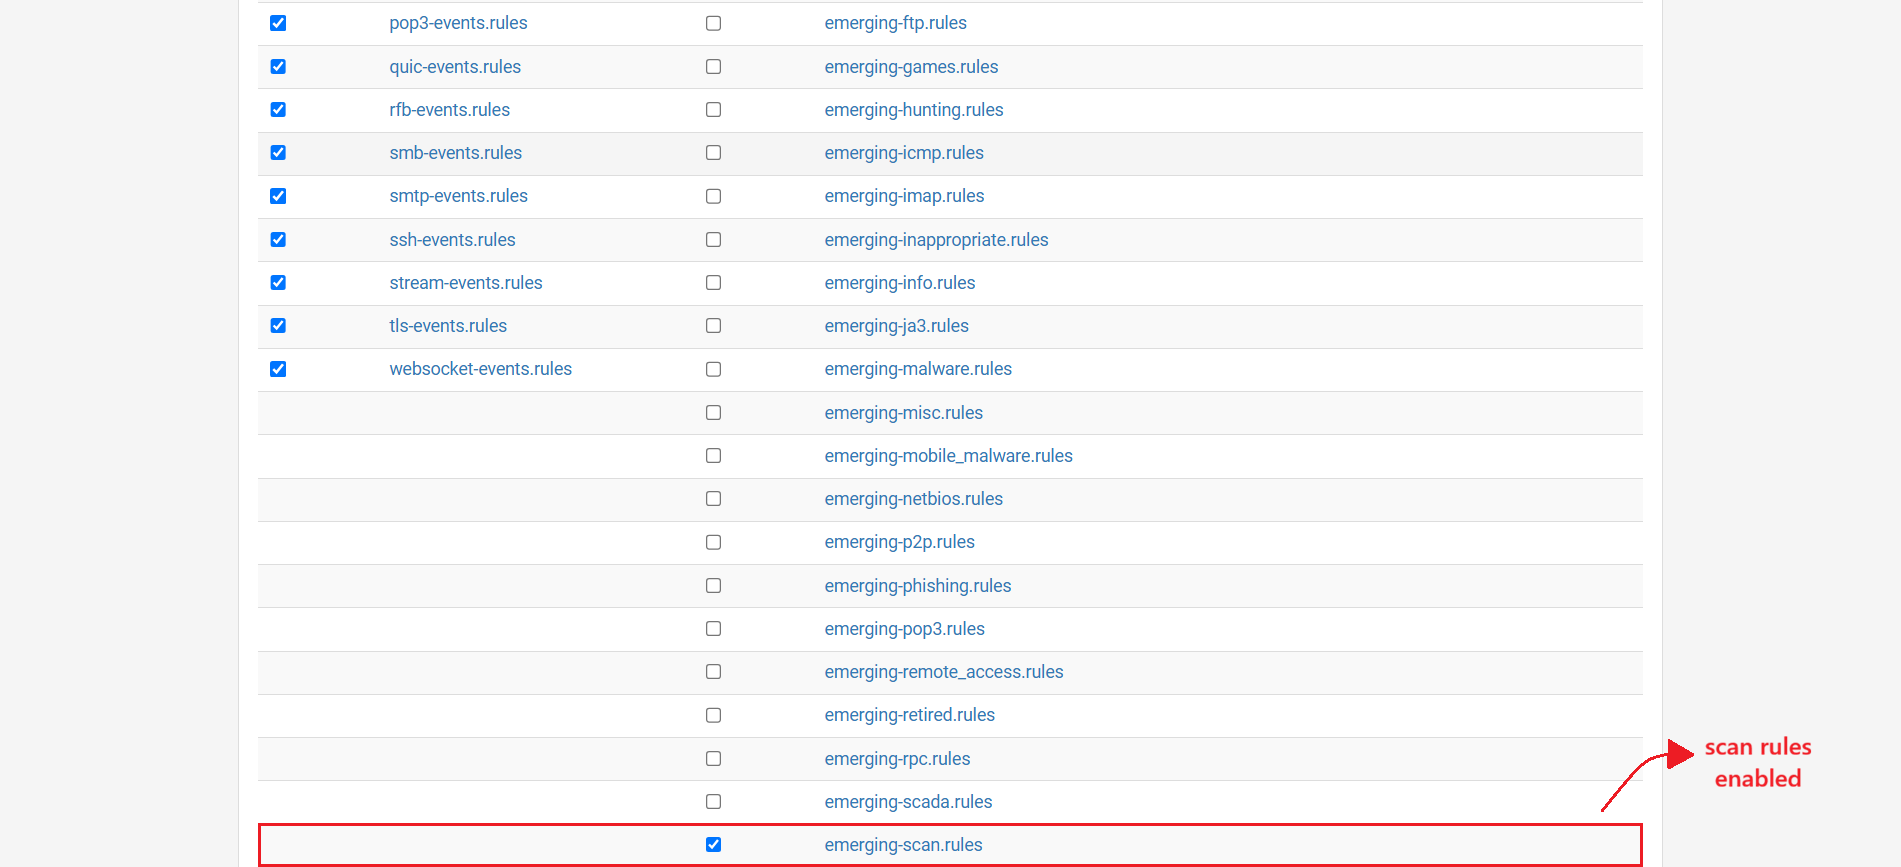 pop3-events.rules emerging-ftp.rules
quic-events.rules emerging-games.rules
rfb-events.rules emerging-hunting.rules
smb-events.rules emerging-icmp.rules
smtp-events.rules emerging-imap.rules
ssh-events.rules emerging-inappropriate.rules
stream-events.rules emerging-info.rules
tls-events.rules emerging-ja3.rules
websocket-events.rules emerging-malware.rules
emerging-misc.rules
emerging-mobile_malware.rules
emerging-netbios.rules
emerging-p2p.rules
emerging-phishing.rules
emerging-pop3.rules
emerging-remote_access.rules
emerging-retired.rules
emerging-rpc.rules
emerging-scada.rules
emerging-scan.rules
scan rules
enabled